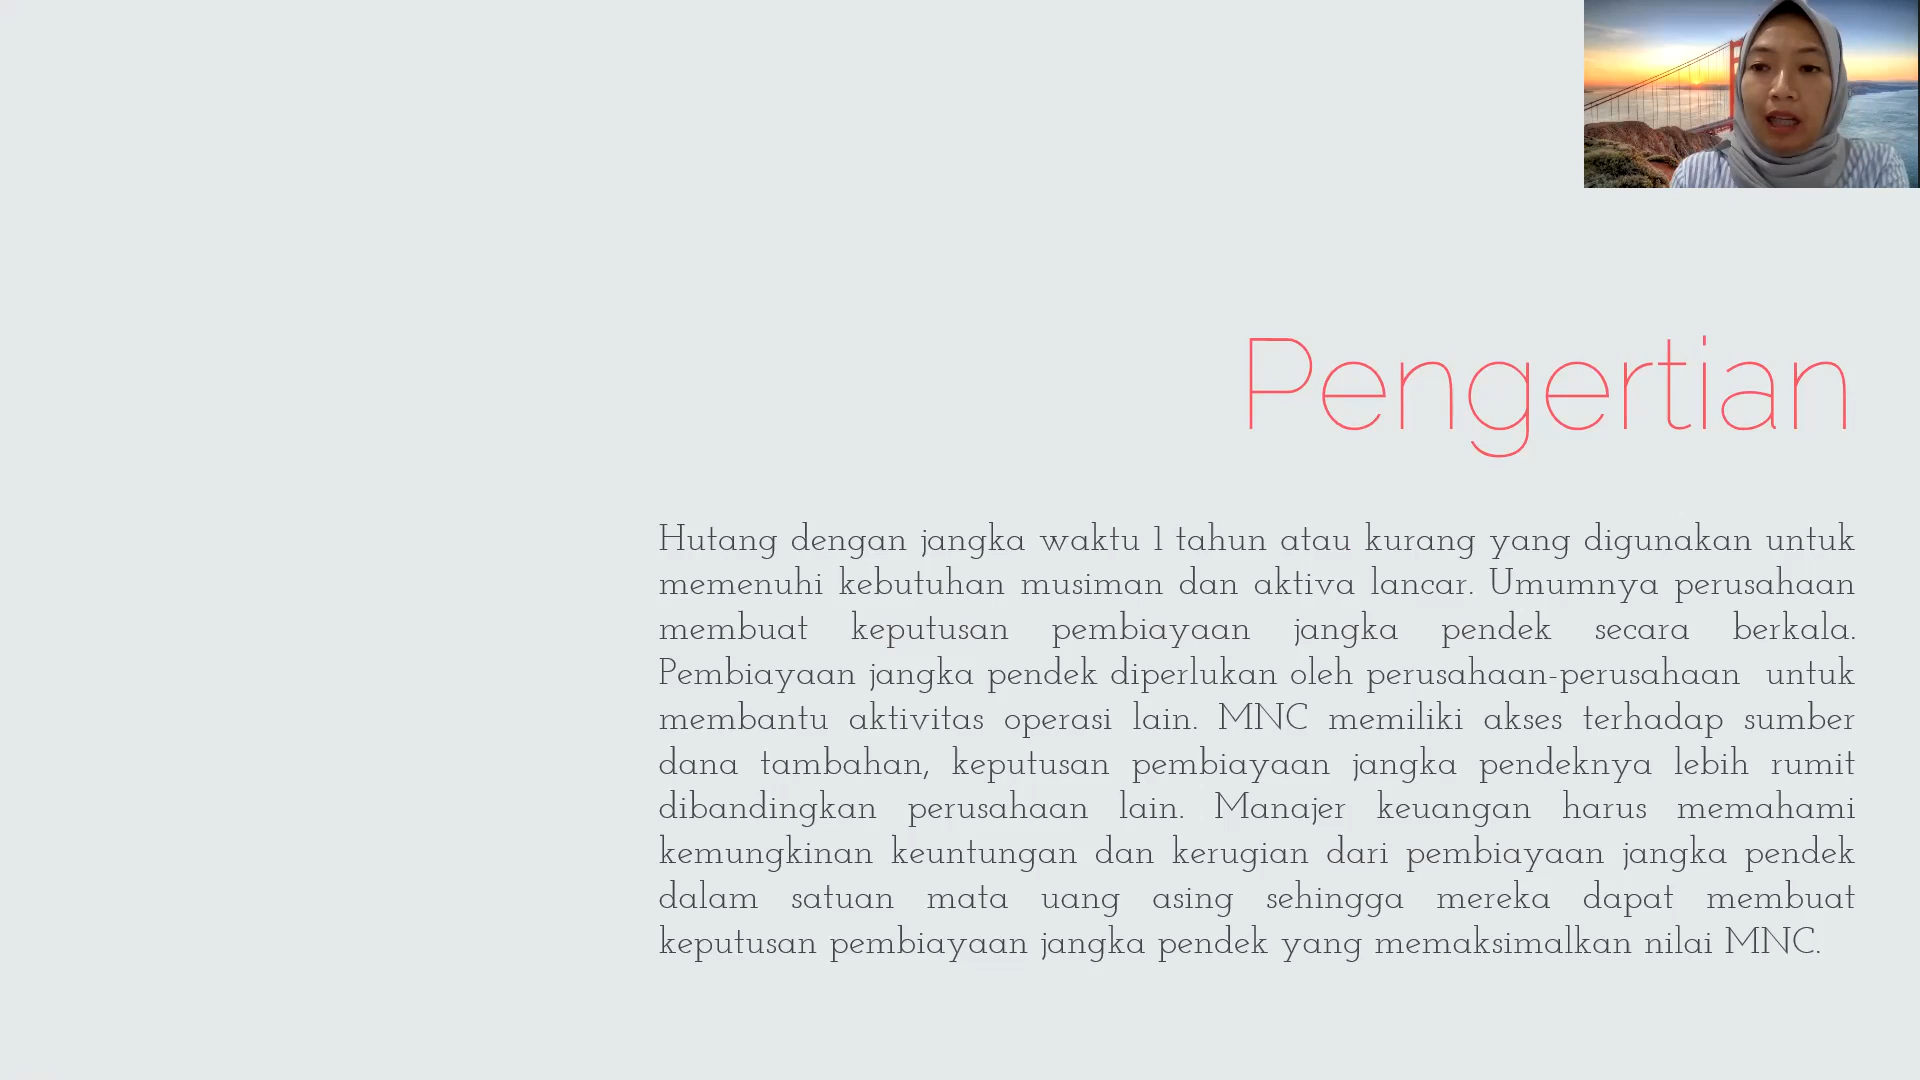 Pengertian
Hutang dengan jangka waktu 1 tahun atau kurang yang digunakan untuk
memenuhi kebutuhan musiman dan aktiva lancar. Umumnya perusahaan
membuat keputusan pembiayaan jangka pendek secara berkala.
Pembiayaan jangka pendek diperlukan oleh perusahaan-perusahaan untuk
membantu aktivitas operasi lain. MNC memiliki akses terhadap sumber
dana tambahan, keputusan pembiayaan jangka pendeknya lebih rumit
dibandingkan perusahaan lain. Manajer keuangan harus memahami
kemungkinan keuntungan dan kerugian dari pembiayaan jangka pendek
dalam satuan mata uang asing sehingga mereka dapat membuat
keputusan pembiayaan jangka pendek yang memaksimalkan nilai MNC.